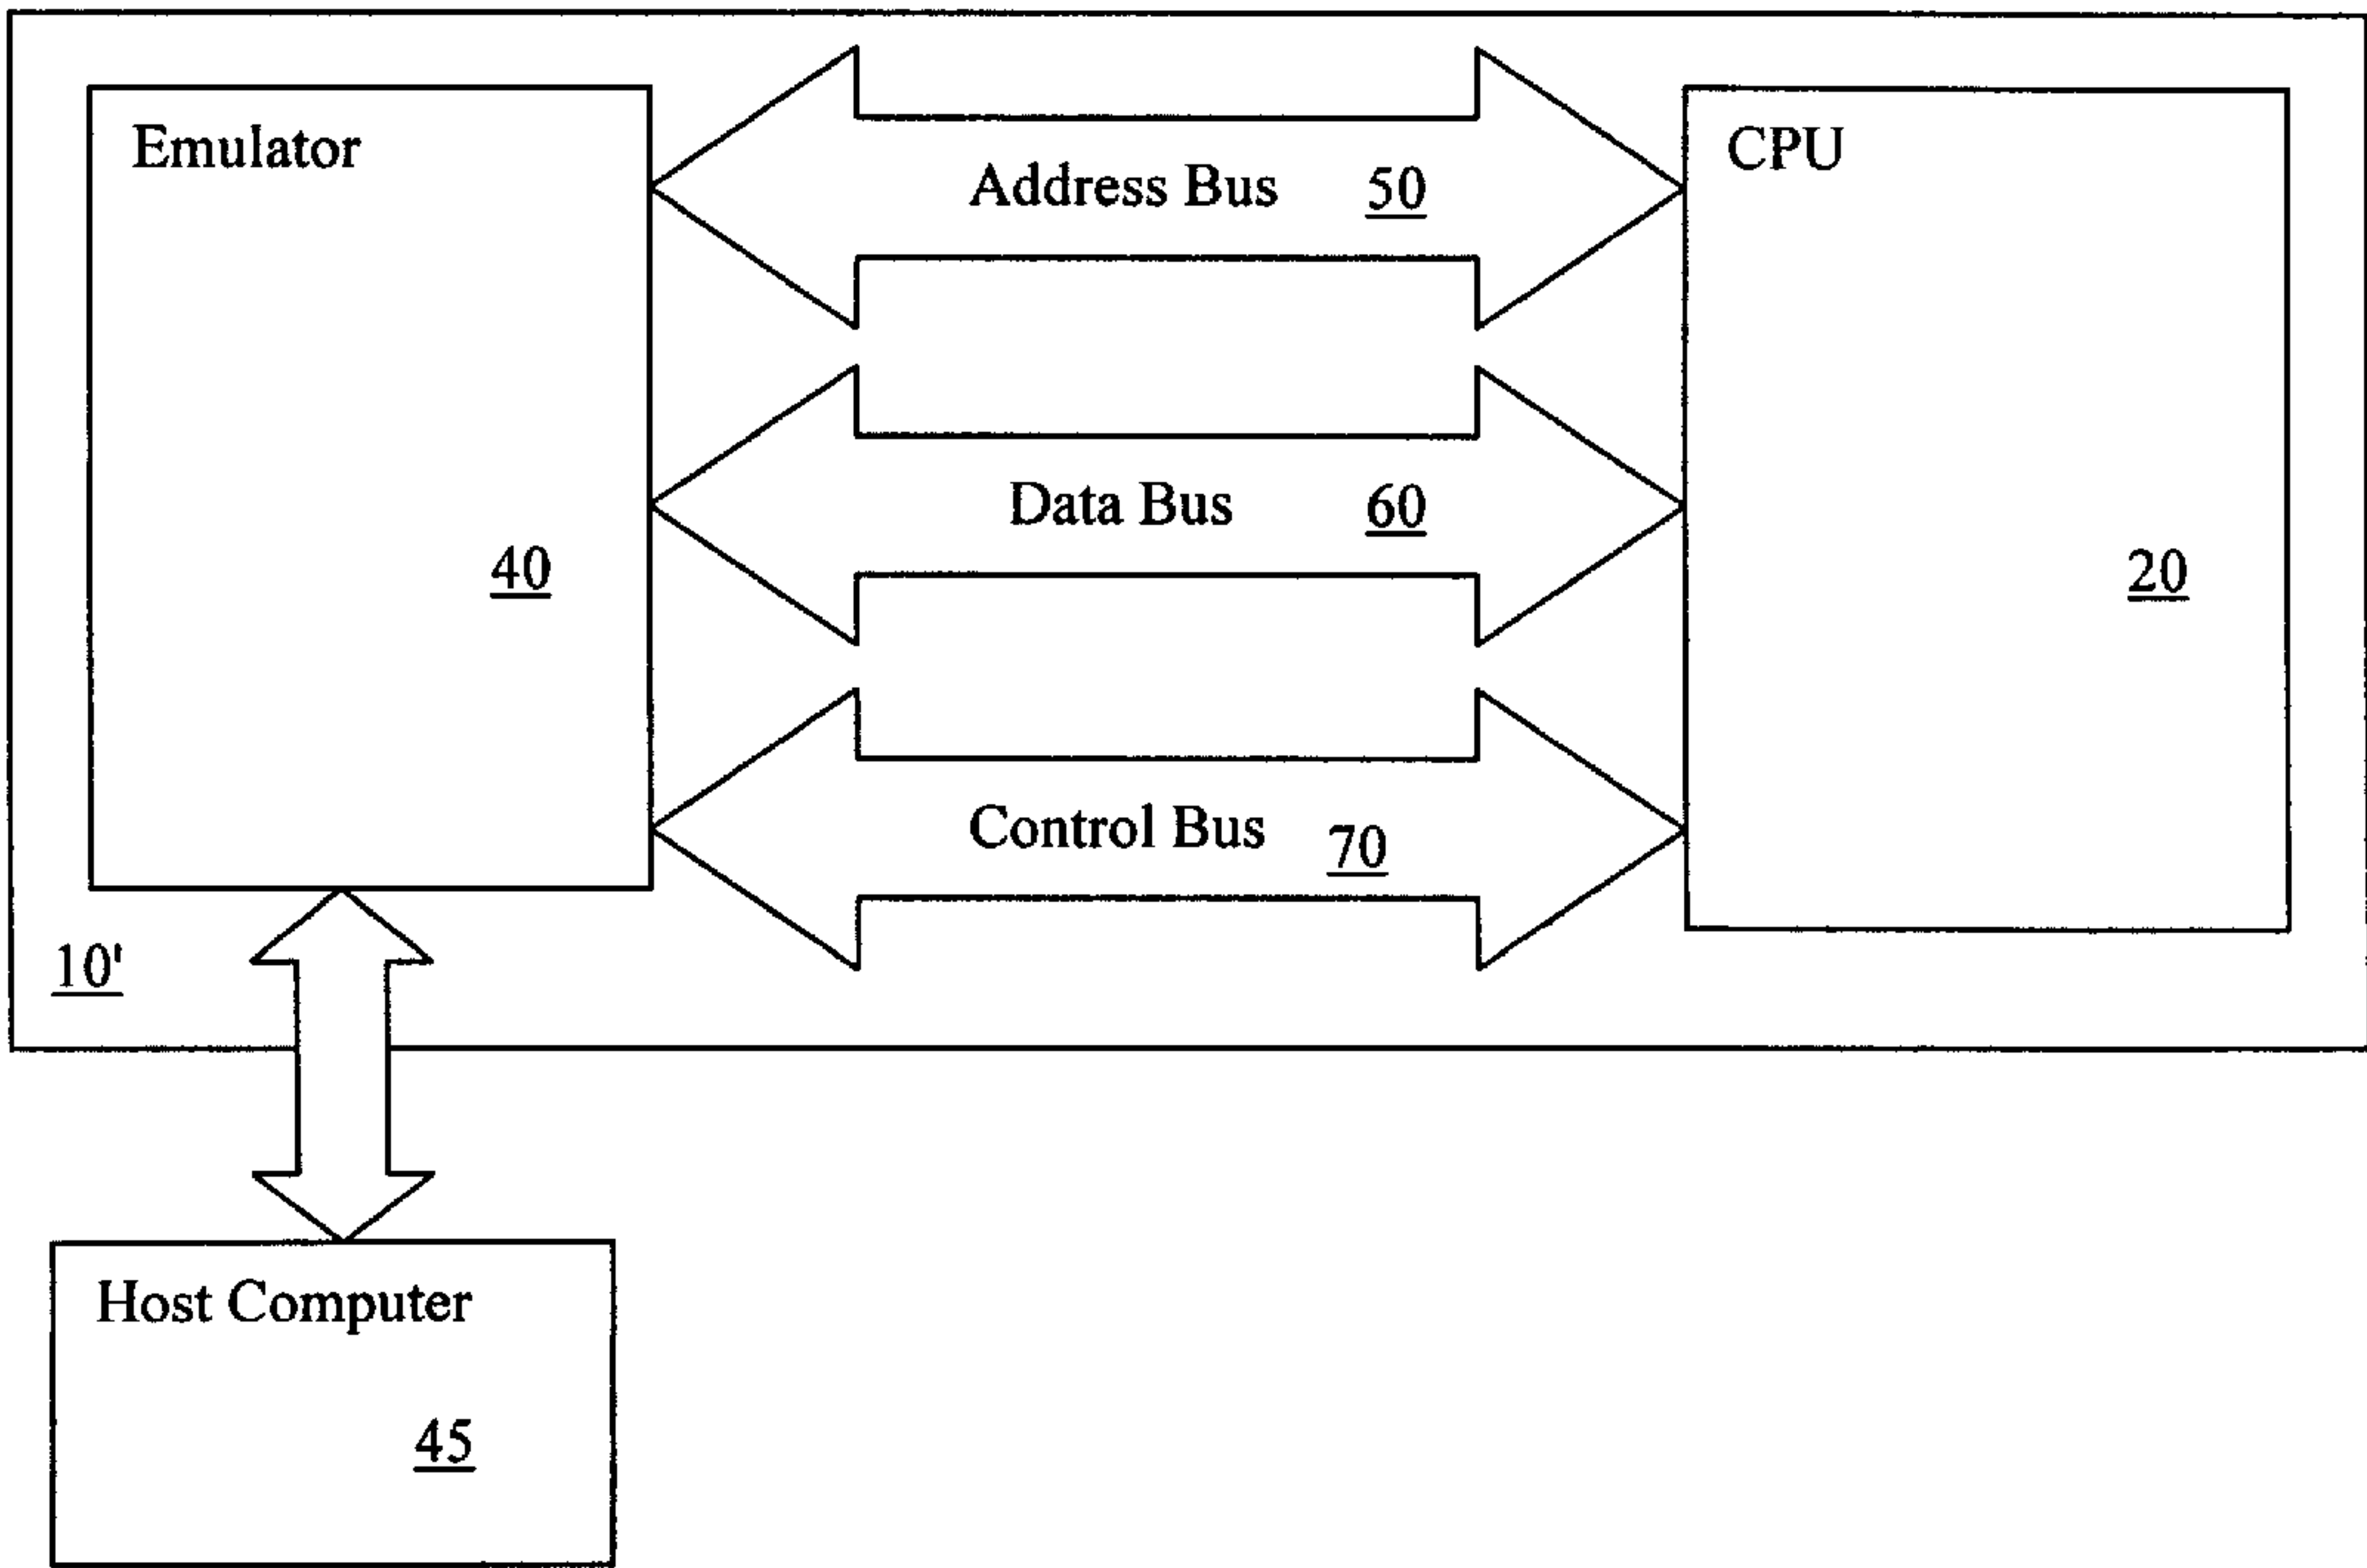 Emulator
40
Address Bus 50
Data Bus 60
Control Bus 70
CPU
20
10'
Host Computer
45